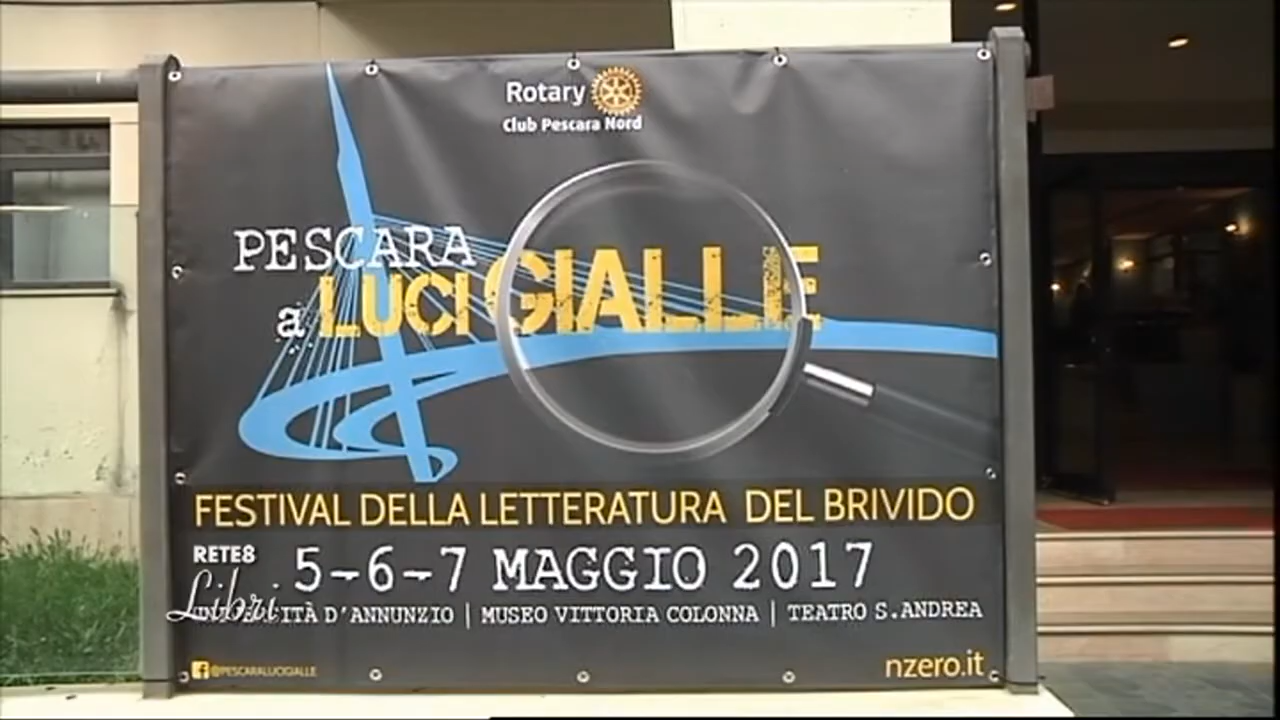 Rotary
Club Pescara Nord
PESCARA
a LUCI GIALLE
FESTIVAL DELLA LETTERATURA DEL BRIVIDO
RETE8
Libri
5-6-7 MAGGIO 2017
D'ANNUNZIO | MUSEO VITTORIA COLONNA | TEATRO S.ANDREA
@PESCARALUCIGIALLE
nzero.it